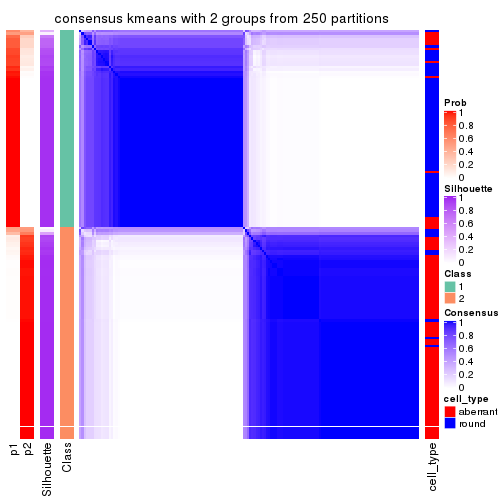 consensus kmeans with 2 groups from 250 partitions
Prob
1
0.8
0.6
0.4
0.2
0
Silhouette
1
0.8
0.6
0.4
0.2
0
Class
1
2
Consensus
1
0.8
0.6
0.4
0.2
0
cell_type
aberrant
round
p1
p2
Silhouette
Class
cell_type